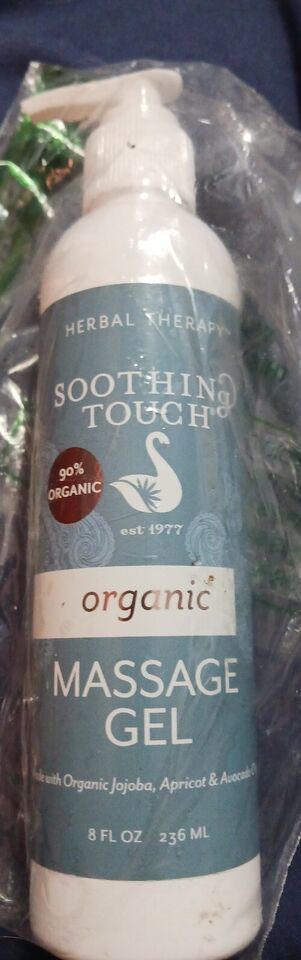 HERBAL THERAPY™
SOOTHING
TOUCH®
90%
ORGANIC
est 1977
organic
MASSAGE
GEL
with Organic Jojoba, Apricot & Avocado
8 FL OZ 236 ML